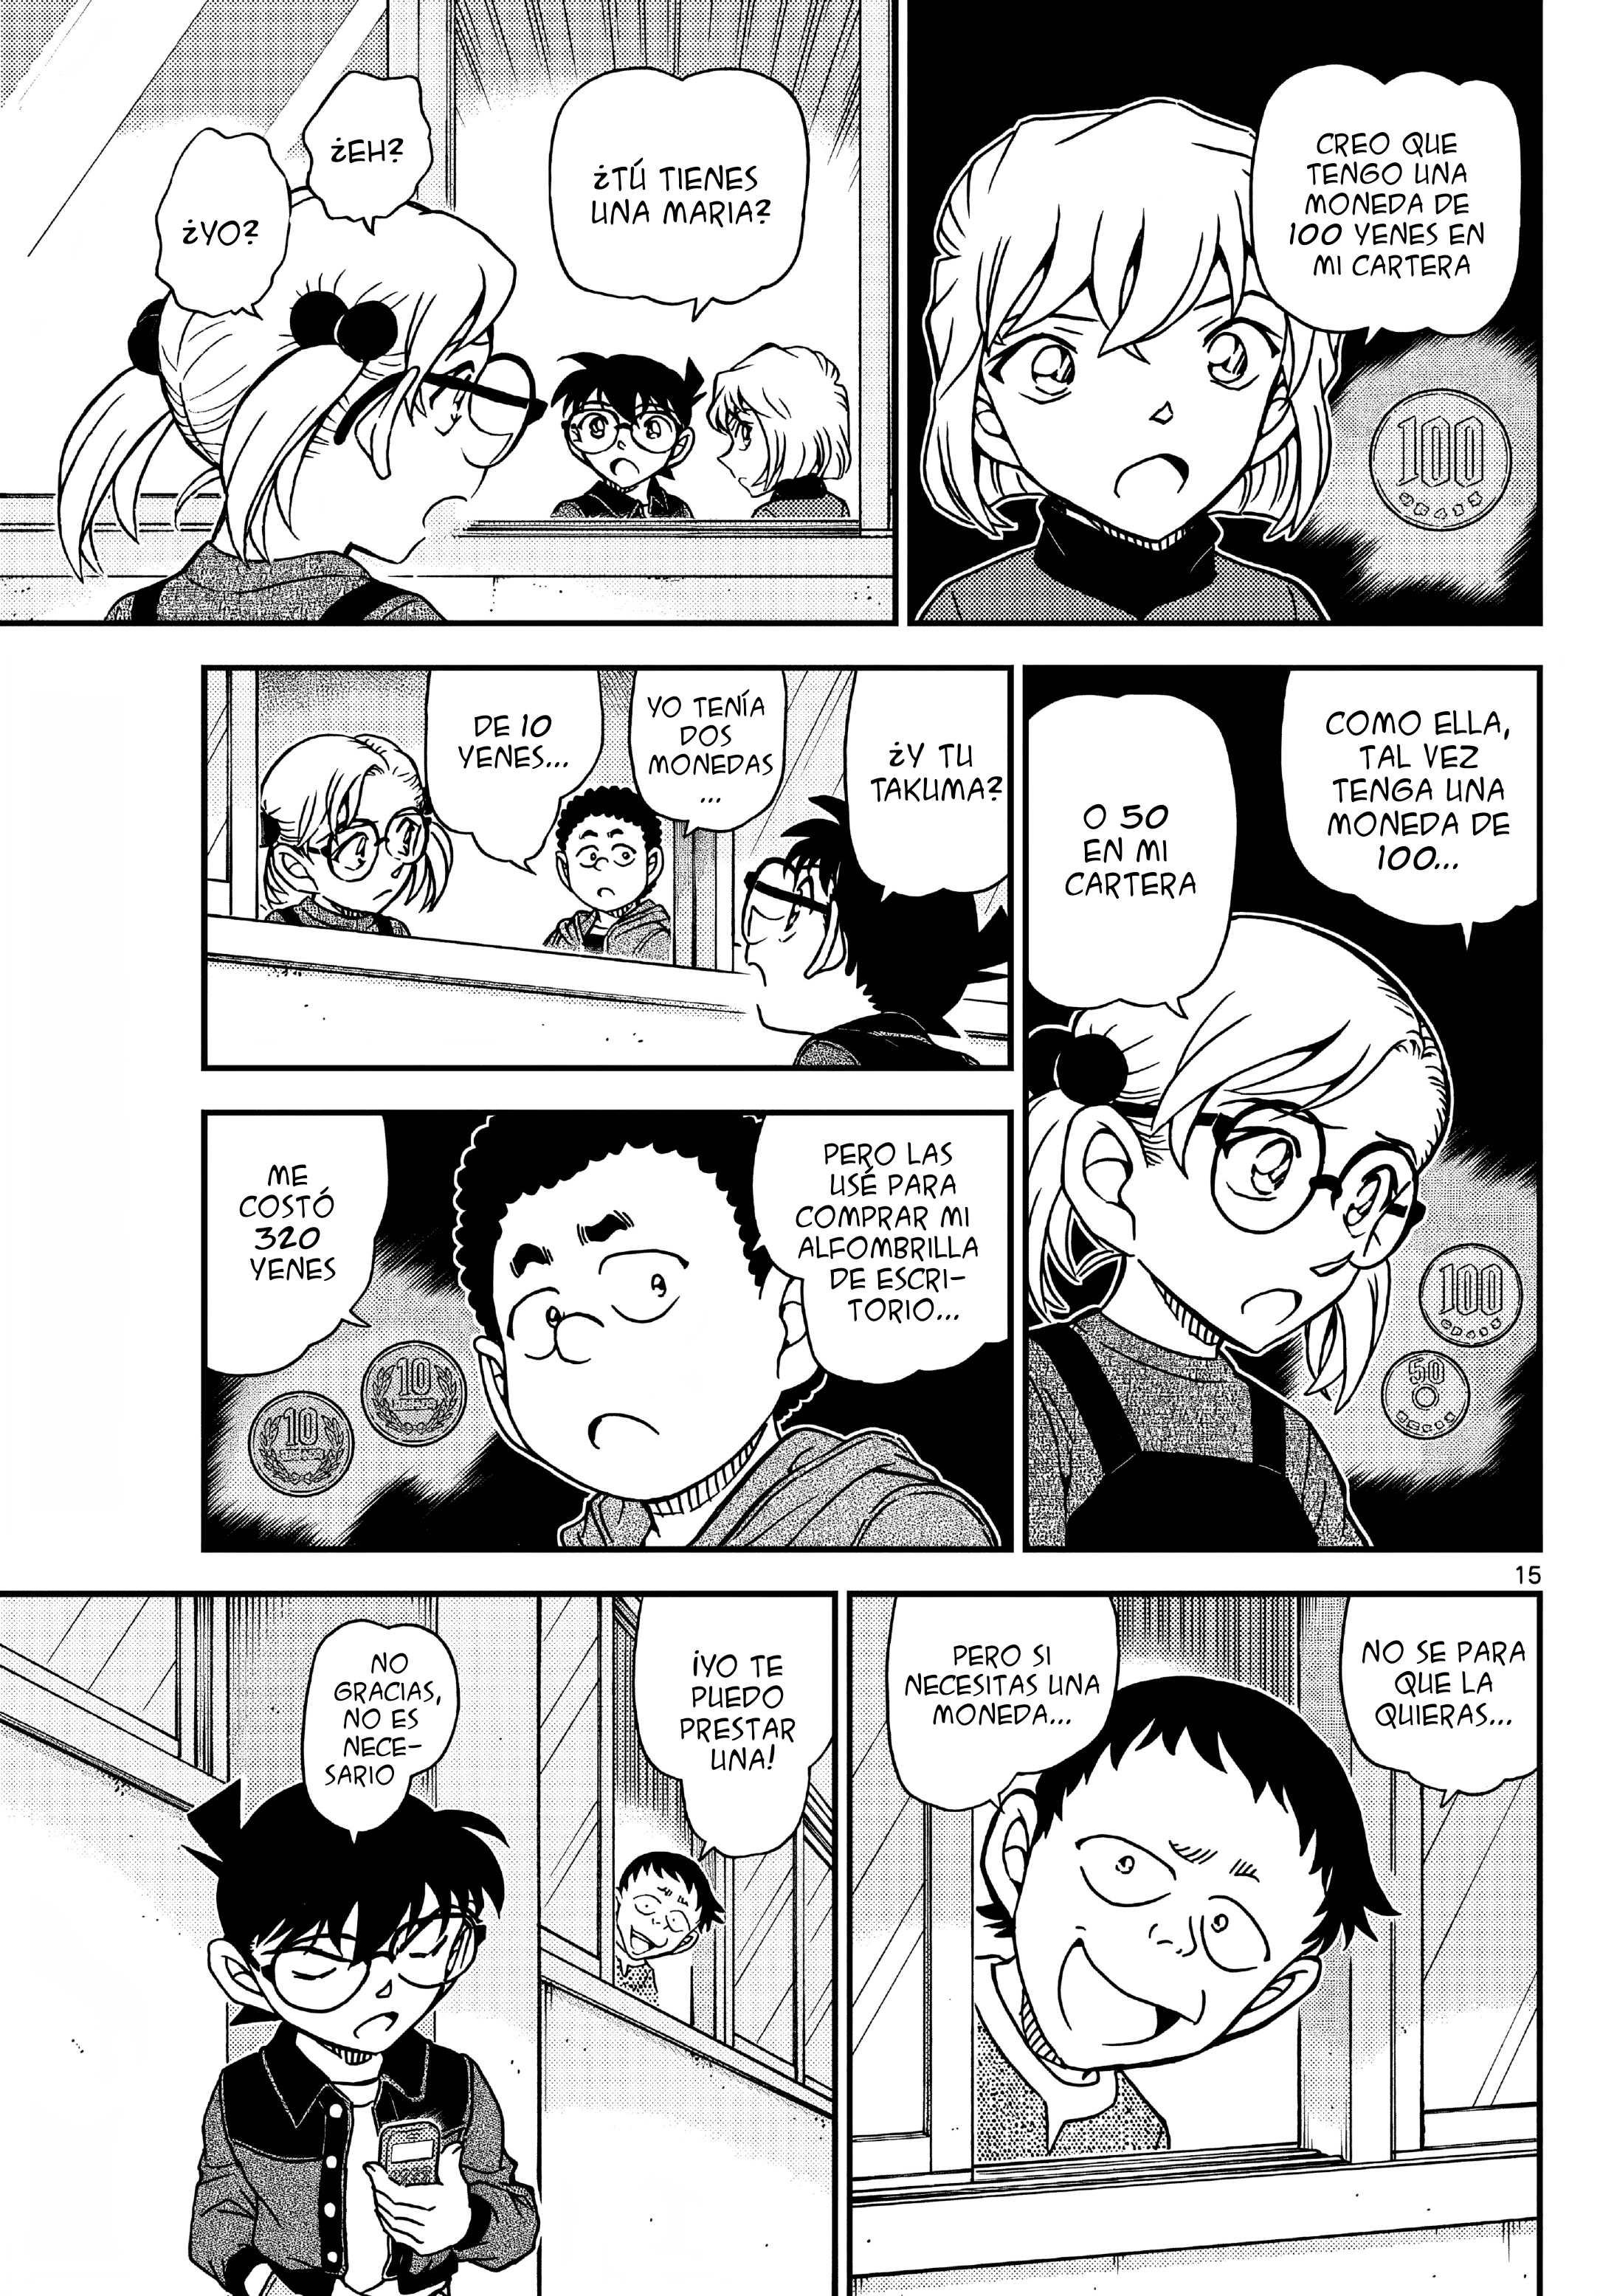 CREO QUE
TENGO UNA
MONEDA DE
100 YENES EN
MI CARTERA
100
¿TÚ TIENES
UNA MARIA?
¿EH?
¿YO?
COMO ELLA,
TAL VEZ
TENGA UNA
MONEDA DE
100...
O 50
EN MI
CARTERA
100
50
¿Y TU
TAKUMA?
YO TENÍA
DOS
MONEDAS
...
DE 10
YENES...
PERO LAS
USÉ PARA
COMPRAR MI
ALFOMBRILLA
DE ESCRI-
TORIO...
ME
COSTÓ
320
YENES
10
10
15
NO SE PARA
QUE LA
QUIERAS...
PERO SI
NECESITAS UNA
MONEDA...
¡YO TE
PUEDO
PRESTAR
UNA!
NO
GRACIAS,
NO ES
NECE-
SARIO